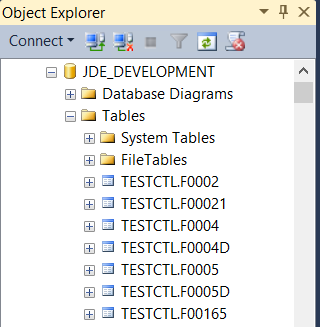 Object Explorer
Connect
JDE_DEVELOPMENT
Database Diagrams
Tables
System Tables
FileTables
TESTCTL.F0002
TESTCTL.F00021
TESTCTL.F0004
TESTCTL.F0004D
TESTCTL.F0005
TESTCTL.F0005D
TESTCTL.F00165